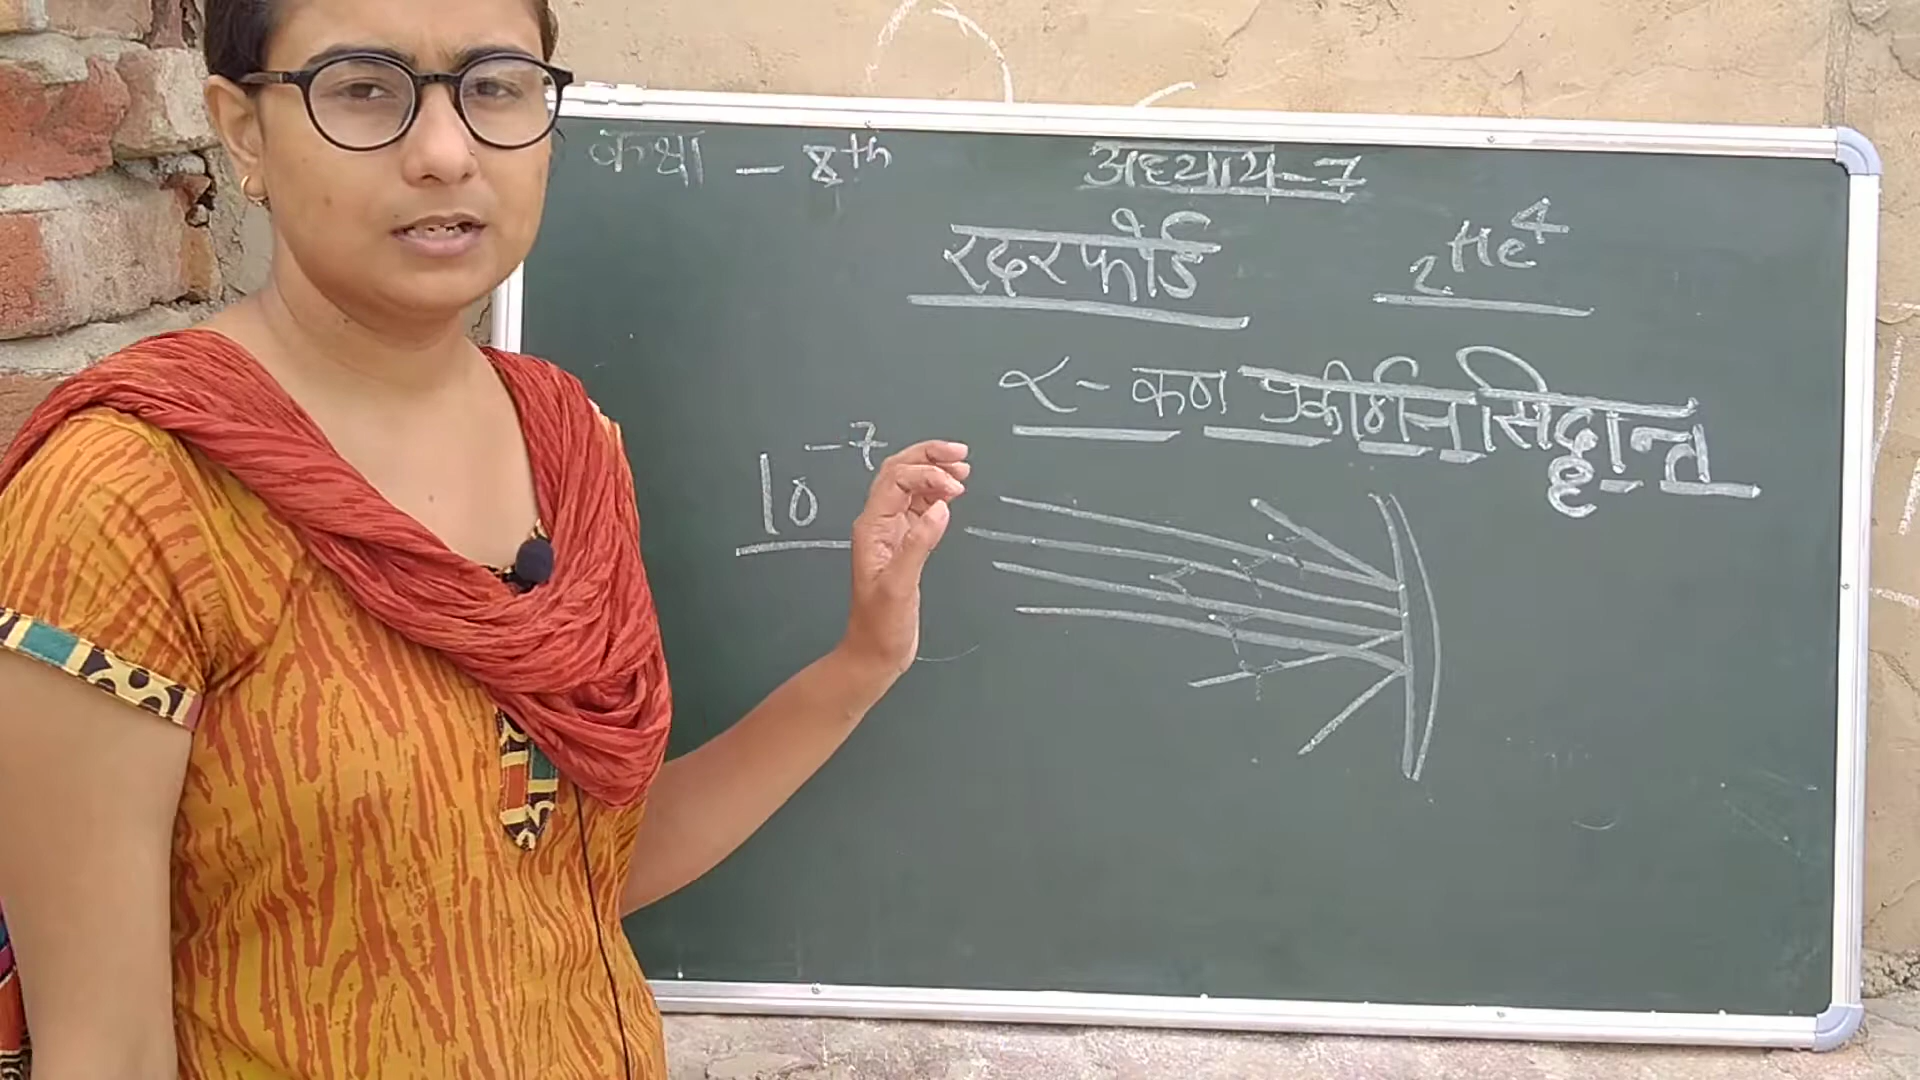 कक्षा - 8th
अध्याय-7
रदरफोर्ड
2He4
α- कण प्रकीर्णन सिद्धान्त
10-7